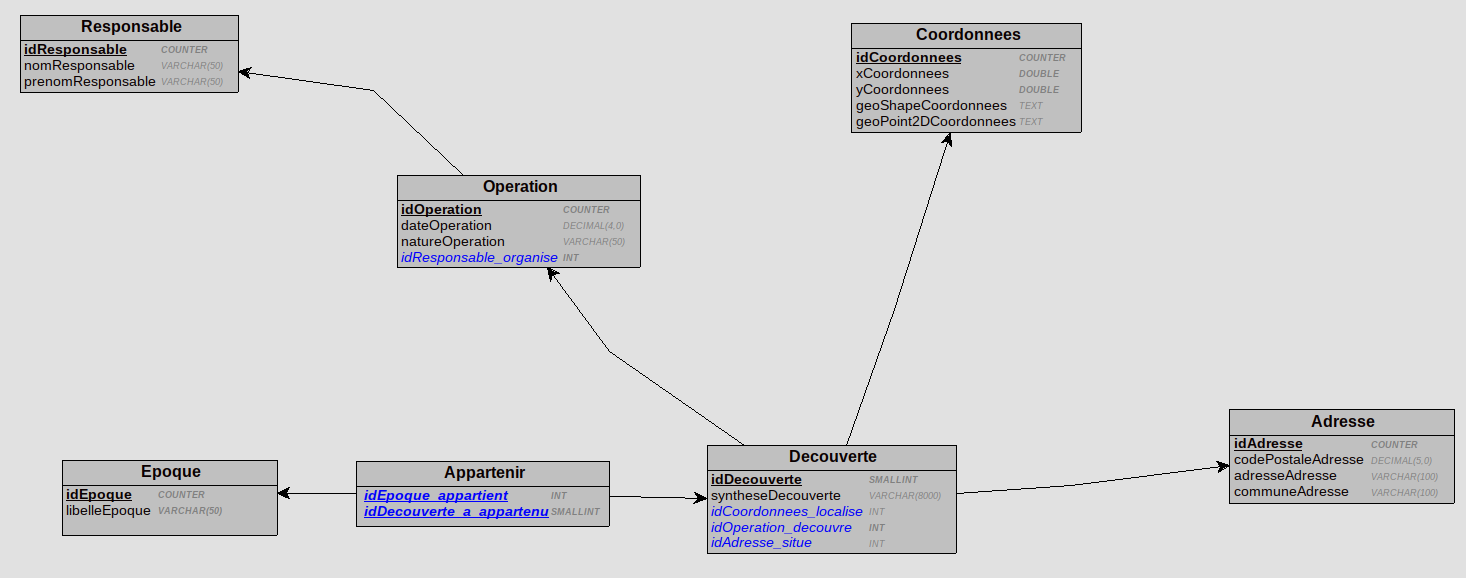 Responsable
idResponsable COUNTER
nomResponsable VARCHAR(50)
prenomResponsable VARCHAR(50)
Coordonnees
idCoordonnees COUNTER
xCoordonnees DOUBLE
yCoordonnees DOUBLE
geoShapeCoordonnees TEXT
geoPoint2DCoordonnees TEXT
Operation
idOperation COUNTER
dateOperation DECIMAL(4,0)
natureOperation VARCHAR(50)
idResponsable_organise INT
Epoque
idEpoque COUNTER
libelleEpoque VARCHAR(50)
Appartenir
idEpoque_appartient INT
idDecouverte_a_appartenu SMALLINT
Decouverte
idDecouverte SMALLINT
syntheseDecouverte VARCHAR(8000)
idCoordonnees_localise INT
idOperation_decouvre INT
idAdresse_situe INT
Adresse
idAdresse COUNTER
codePostaleAdresse DECIMAL(5,0)
adresseAdresse VARCHAR(100)
communeAdresse VARCHAR(100)